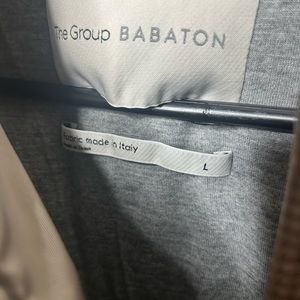 The Group BABATON
Fabric made in Italy
L